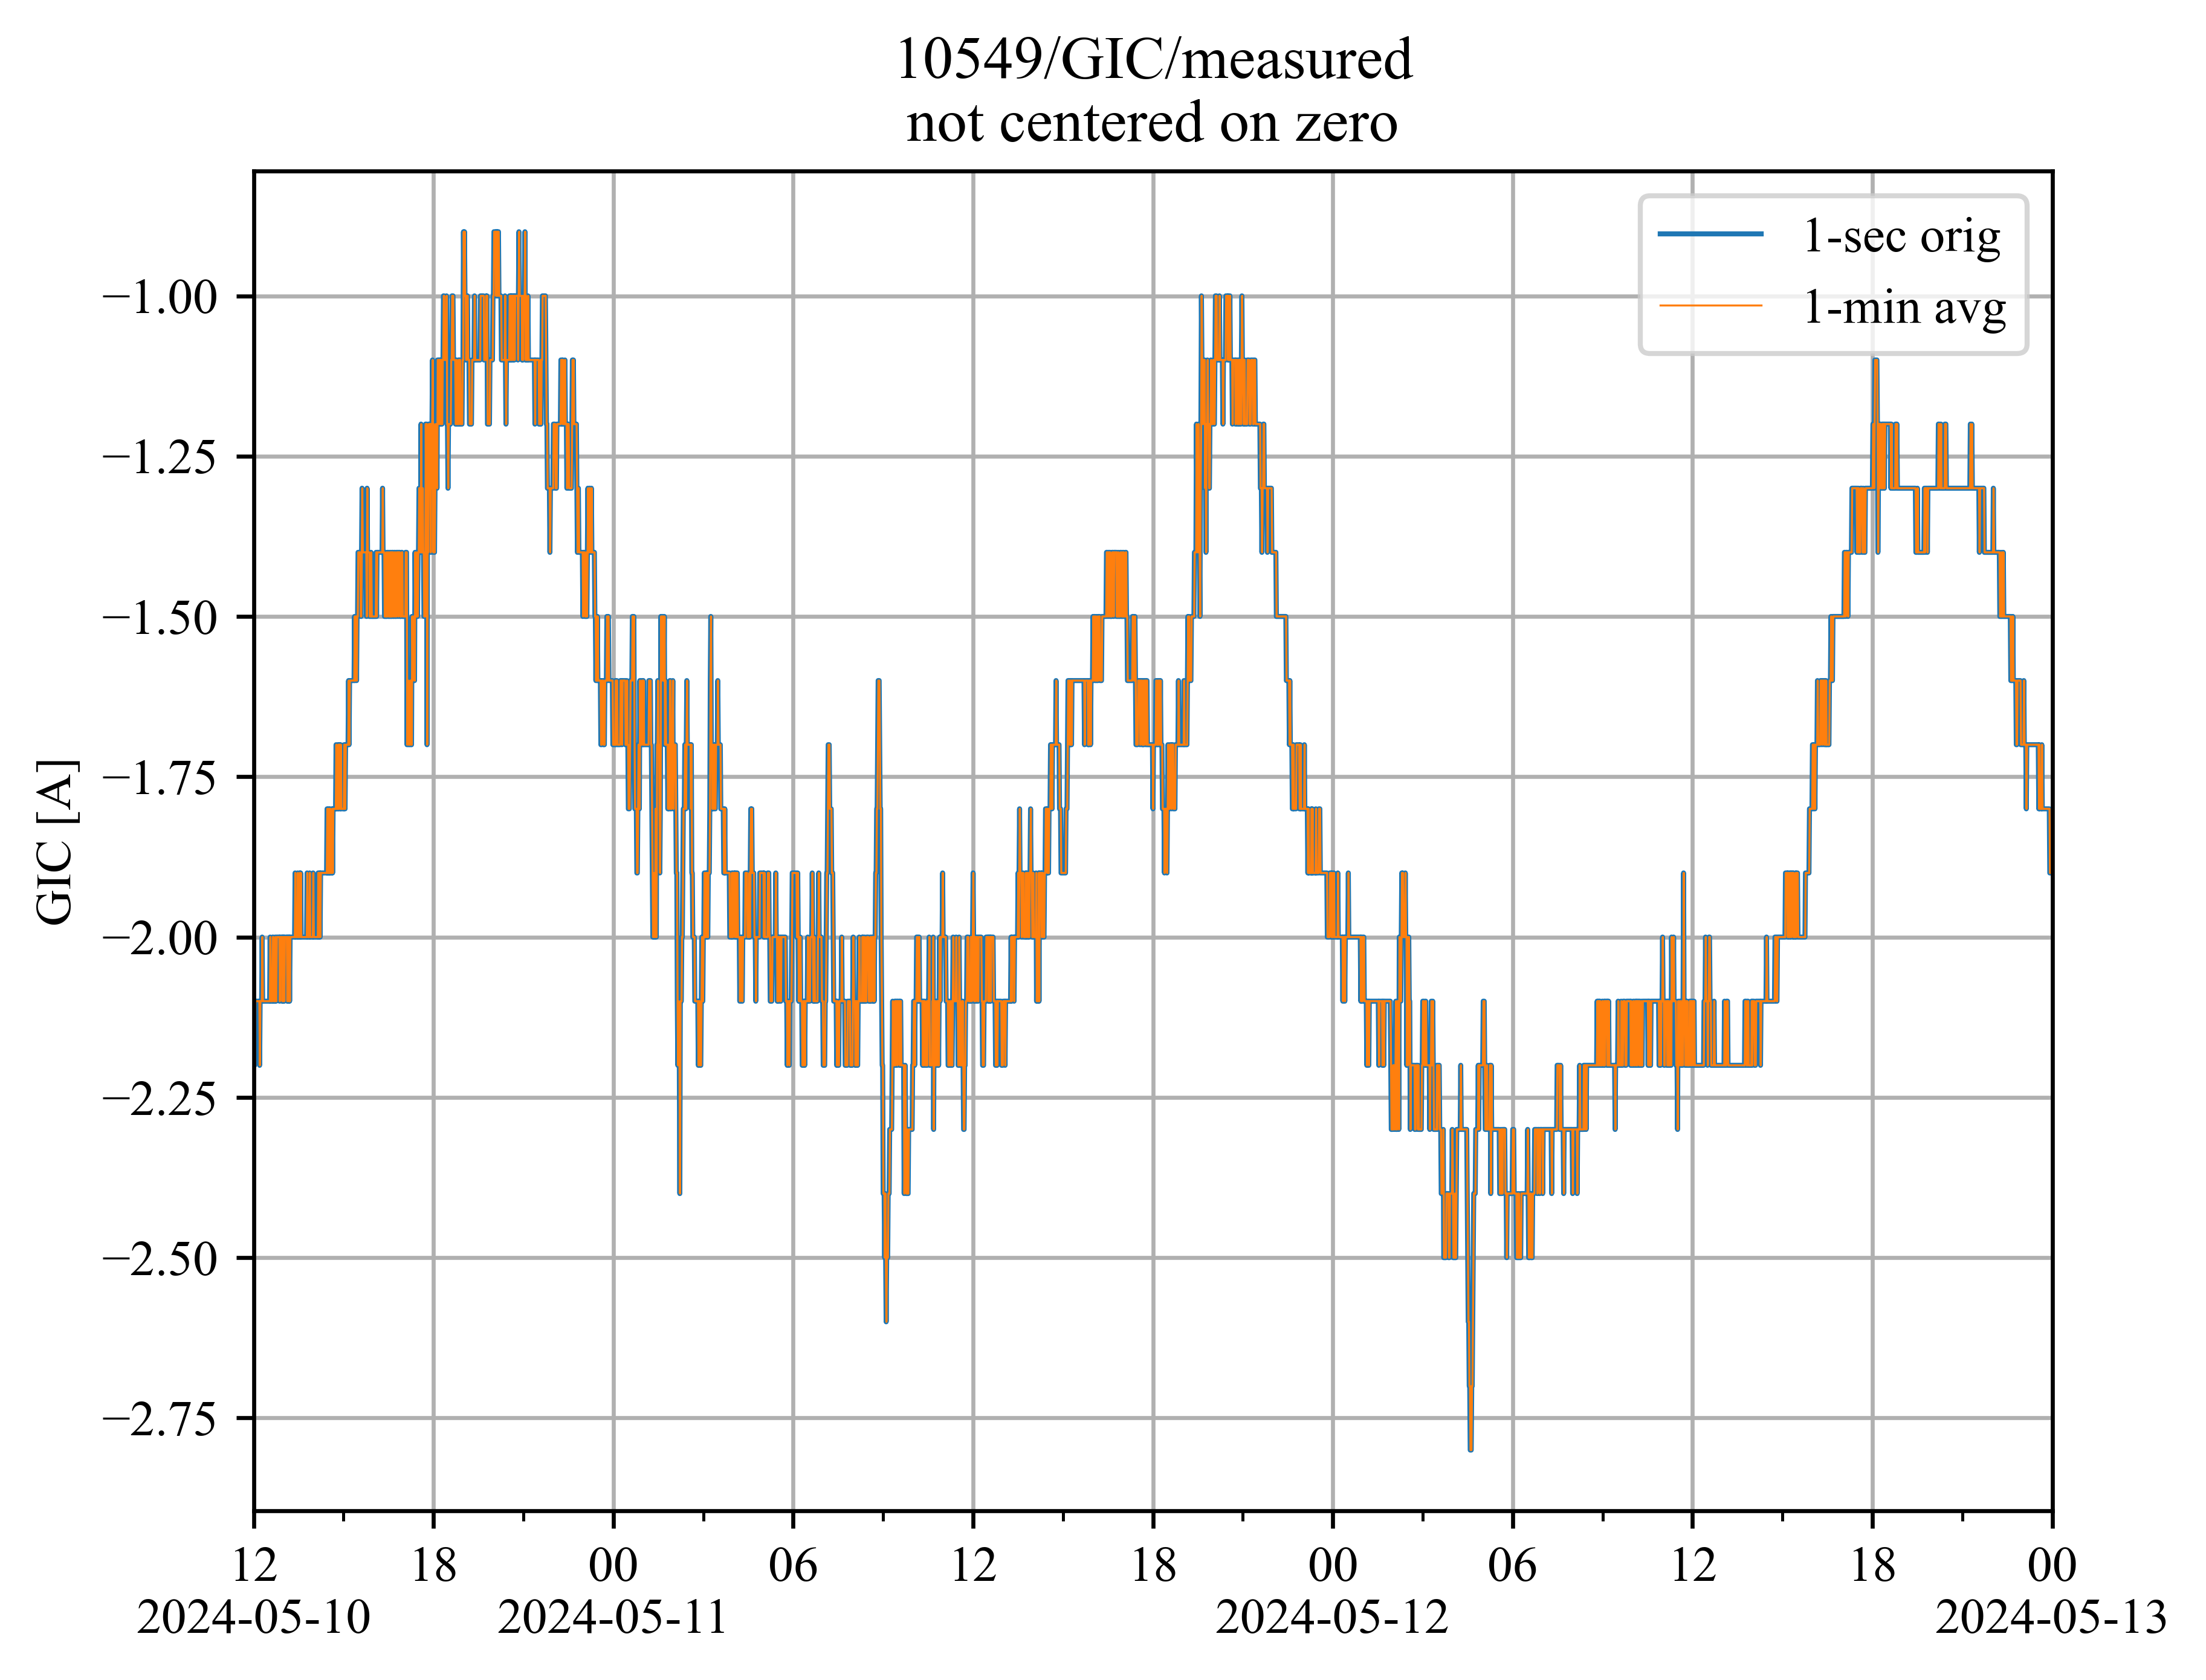 10549/GIC/measured
not centered on zero
1-sec orig
1-min avg
GIC [A]
−1.00
−1.25
−1.50
−1.75
−2.00
−2.25
−2.50
−2.75
12 18 00 06 12 18 00 06 12 18 00
2024-05-10 2024-05-11 2024-05-12 2024-05-13